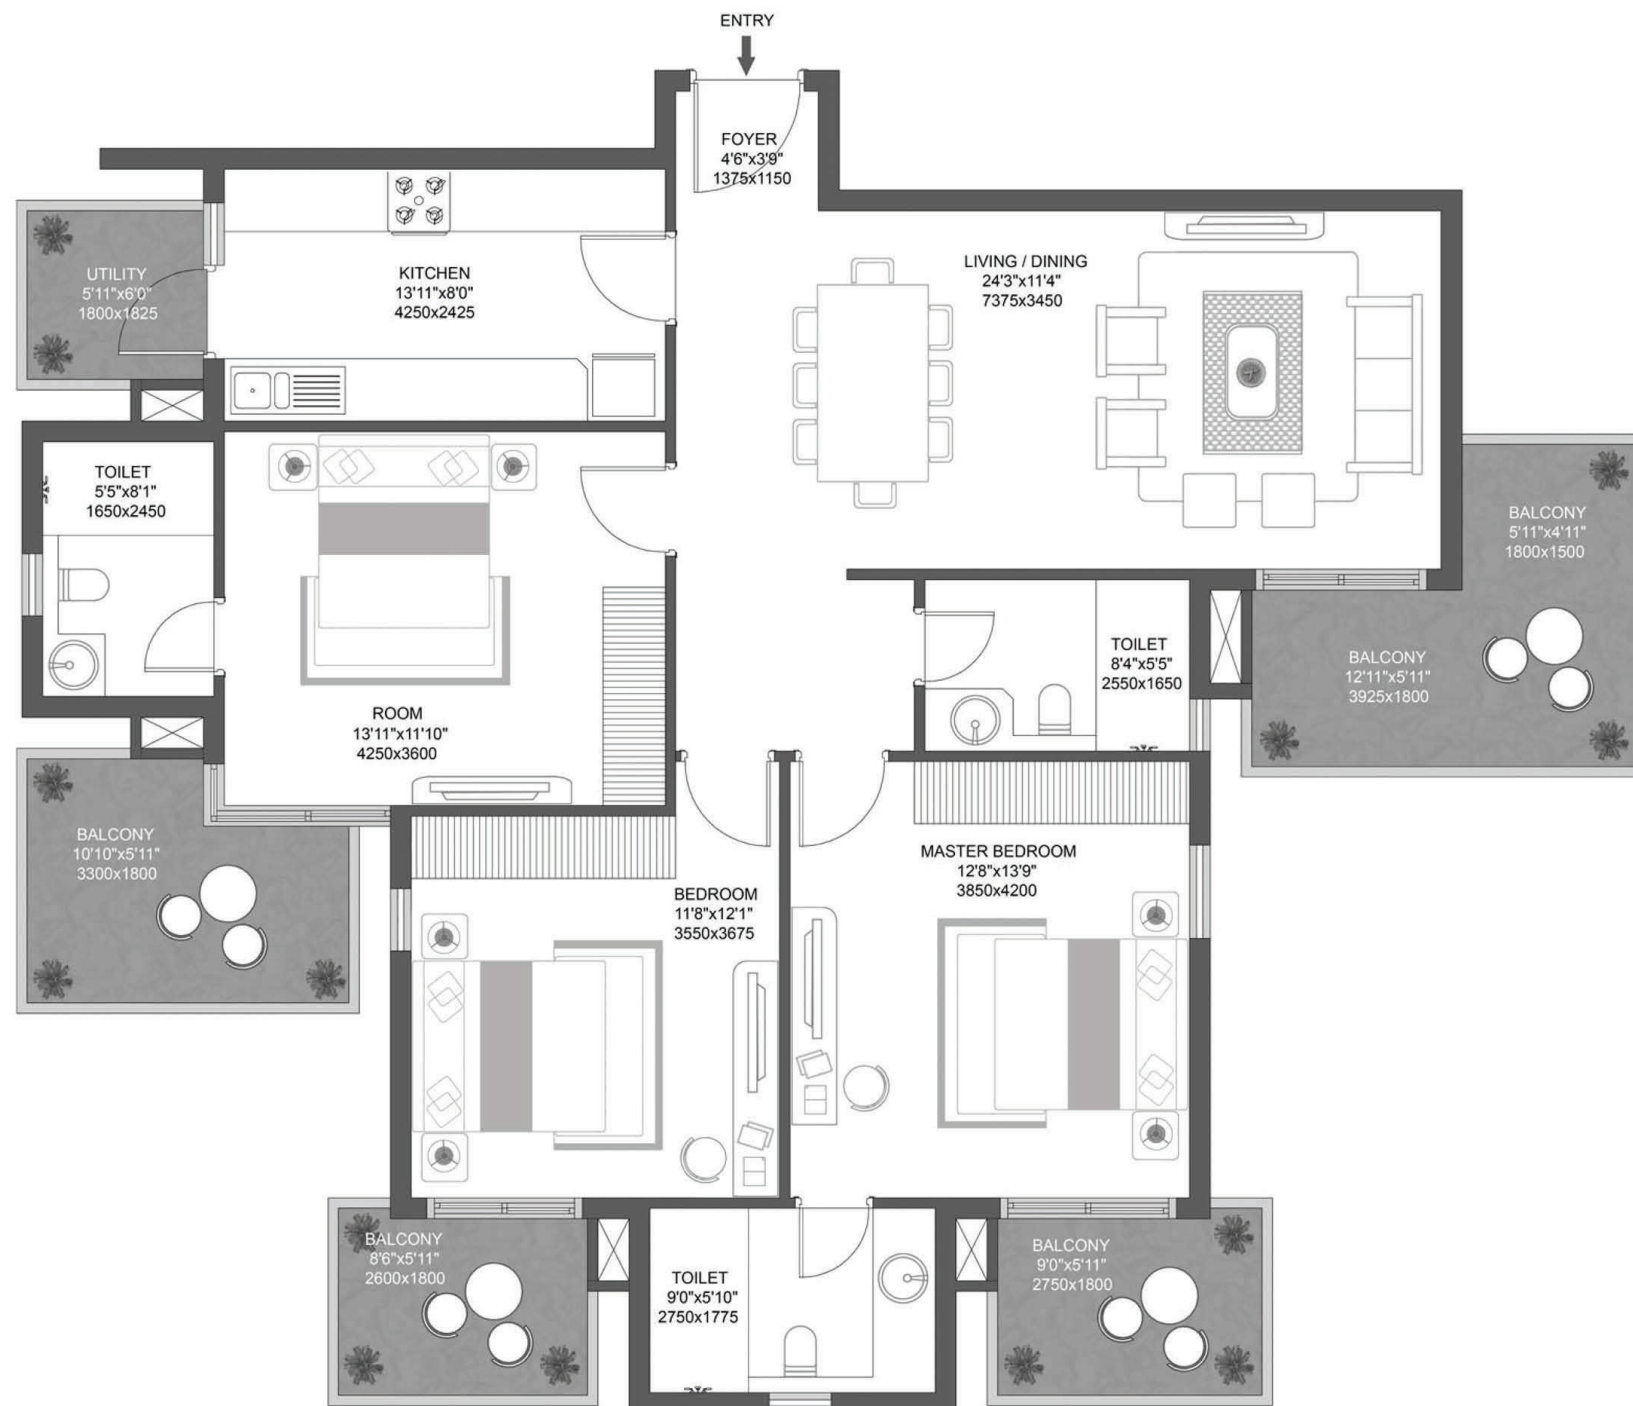 ENTRY
FOYER
4'6"x3'9"
1375x1150
LIVING / DINING
24'3"x11'4"
7375x3450
UTILITY
5'11"x6'0"
1800x1825
KITCHEN
13'11"x8'0"
4250x2425
TOILET
5'5"x8'1"
1650x2450
BALCONY
5'11"x4'11"
1800x1500
TOILET
8'4"x5'5"
2550x1650
BALCONY
12'11"x5'11"
3925x1800
ROOM
13'11"x11'10"
4250x3600
BALCONY
10'10"x5'11"
3300x1800
BEDROOM
11'8"x12'1"
3550x3675
MASTER BEDROOM
12'8"x13'9"
3850x4200
BALCONY
8'6"x5'11"
2600x1800
TOILET
9'0"x5'10"
2750x1775
BALCONY
9'0"x5'11"
2750x1800